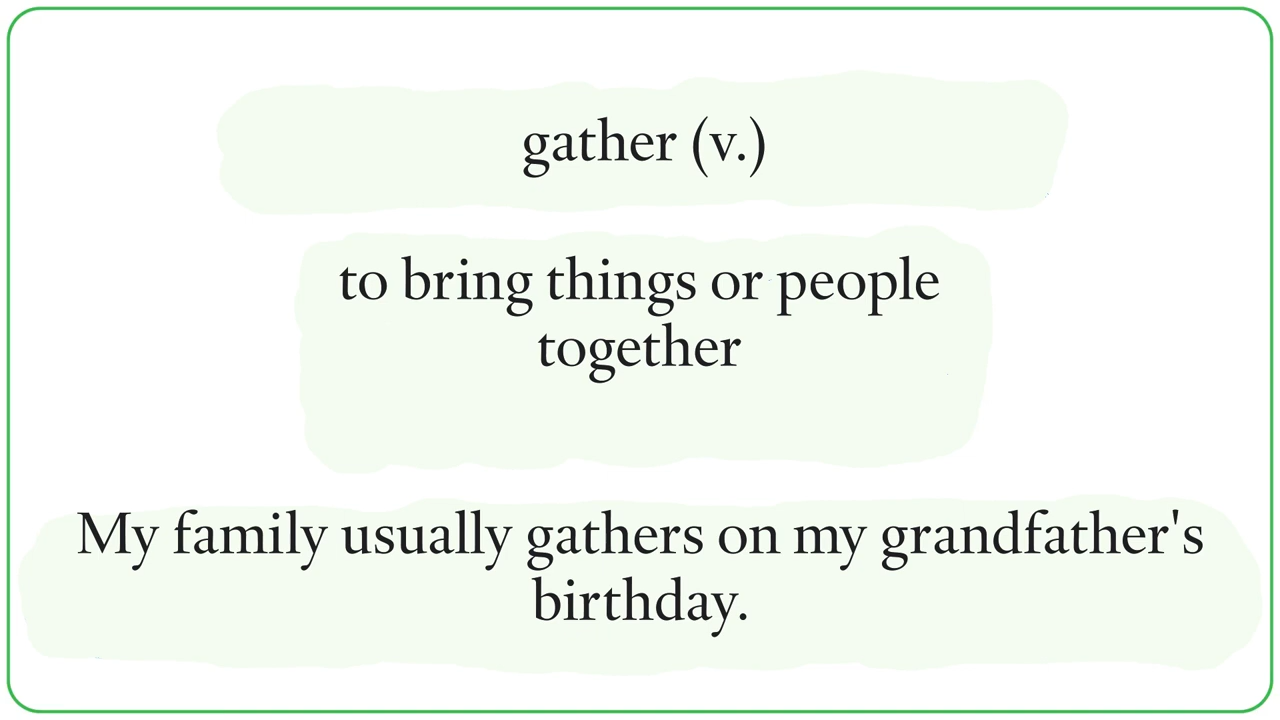 gather (v.)
to bring things or people
together
My family usually gathers on my grandfather's
birthday.